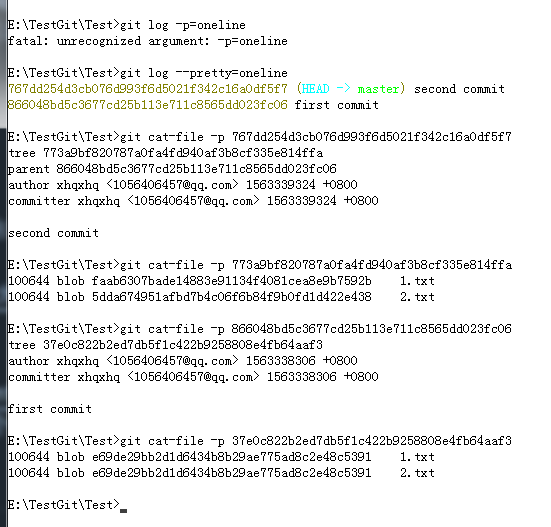 E:\TestGit\Test>git log -p=oneline
fatal: unrecognized argument: -p=oneline
E:\TestGit\Test>git log --pretty=oneline
767dd254d3cb076d993f6d5021f342c16a0df5f7 (HEAD -> master) second commit
866048bd5c3677cd25b113e711c8565dd023fc06 first commit
E:\TestGit\Test>git cat-file -p 767dd254d3cb076d993f6d5021f342c16a0df5f7
tree 773a9bf820787a0fa4fd940af3b8cf335e814ffa
parent 866048bd5c3677cd25b113e711c8565dd023fc06
author xhqxhq <1056406457@qq.com> 1563339324 +0800
committer xhqxhq <1056406457@qq.com> 1563339324 +0800
second commit
E:\TestGit\Test>git cat-file -p 773a9bf820787a0fa4fd940af3b8cf335e814ffa
100644 blob faab6307bade14883e91134f4081cea8e9b7592b    1.txt
100644 blob 5dda674951afbd7b4c06f6b84f9b0fd1d422e438    2.txt
E:\TestGit\Test>git cat-file -p 866048bd5c3677cd25b113e711c8565dd023fc06
tree 37e0c822b2ed7db5f1c422b9258808e4fb64aaf3
author xhqxhq <1056406457@qq.com> 1563338306 +0800
committer xhqxhq <1056406457@qq.com> 1563338306 +0800
first commit
E:\TestGit\Test>git cat-file -p 37e0c822b2ed7db5f1c422b9258808e4fb64aaf3
100644 blob e69de29bb2d1d6434b8b29ae775ad8c2e48c5391    1.txt
100644 blob e69de29bb2d1d6434b8b29ae775ad8c2e48c5391    2.txt
E:\TestGit\Test>